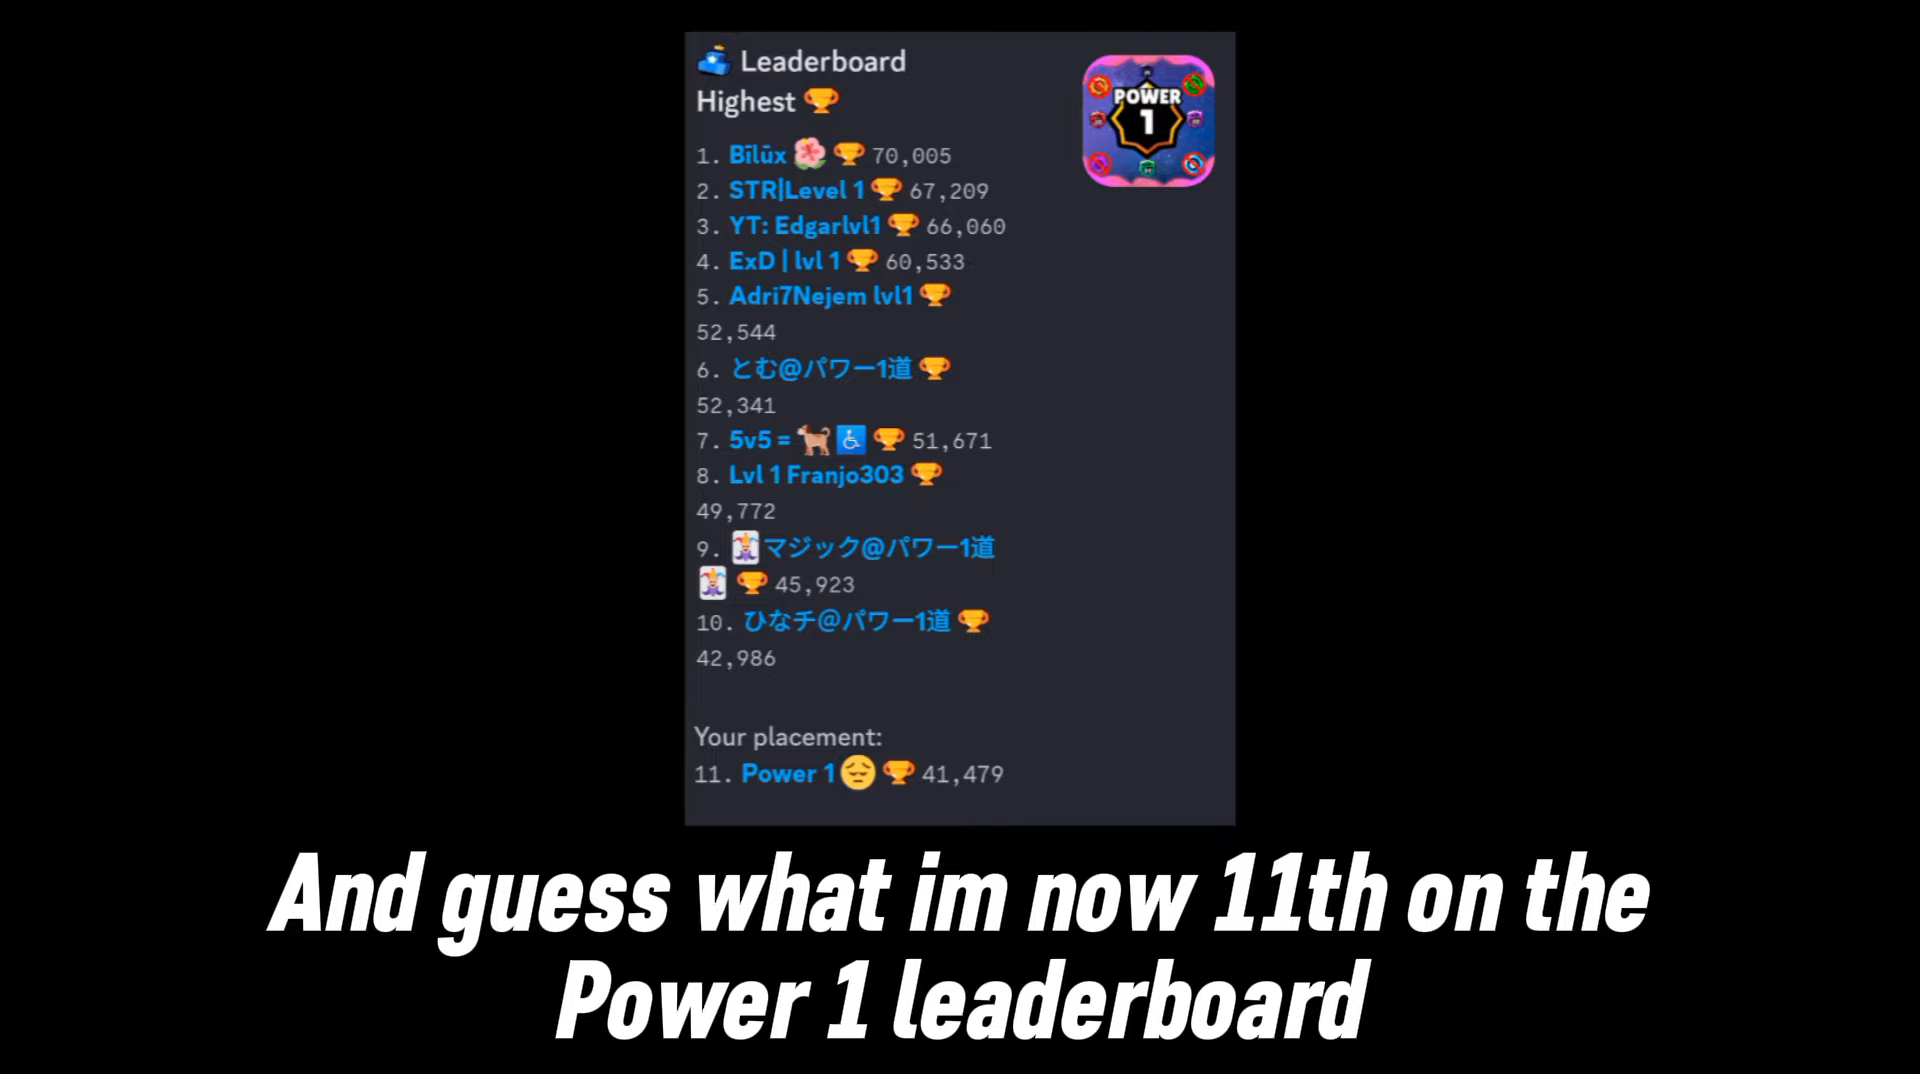 Leaderboard
Highest 🏆
POWER
1
1. Bīlūx 🌺 🏆 70,005
2. STR|Level 1 🏆 67,209
3. YT: Edgarlvl1 🏆 66,060
4. ExD | lvl 1 🏆 60,533
5. Adri7Nejem lvl1 🏆
52,544
6. とむ@パワー1道 🏆
52,341
7. 5v5 = 🐕♿ 🏆 51,671
8. Lvl 1 Franjo303 🏆
49,772
9. 🃏マジック@パワー1道
🃏 🏆 45,923
10. ひなチ@パワー1道 🏆
42,986
Your placement:
11. Power 1😔 🏆 41,479
And guess what im now 11th on the
Power 1 leaderboard